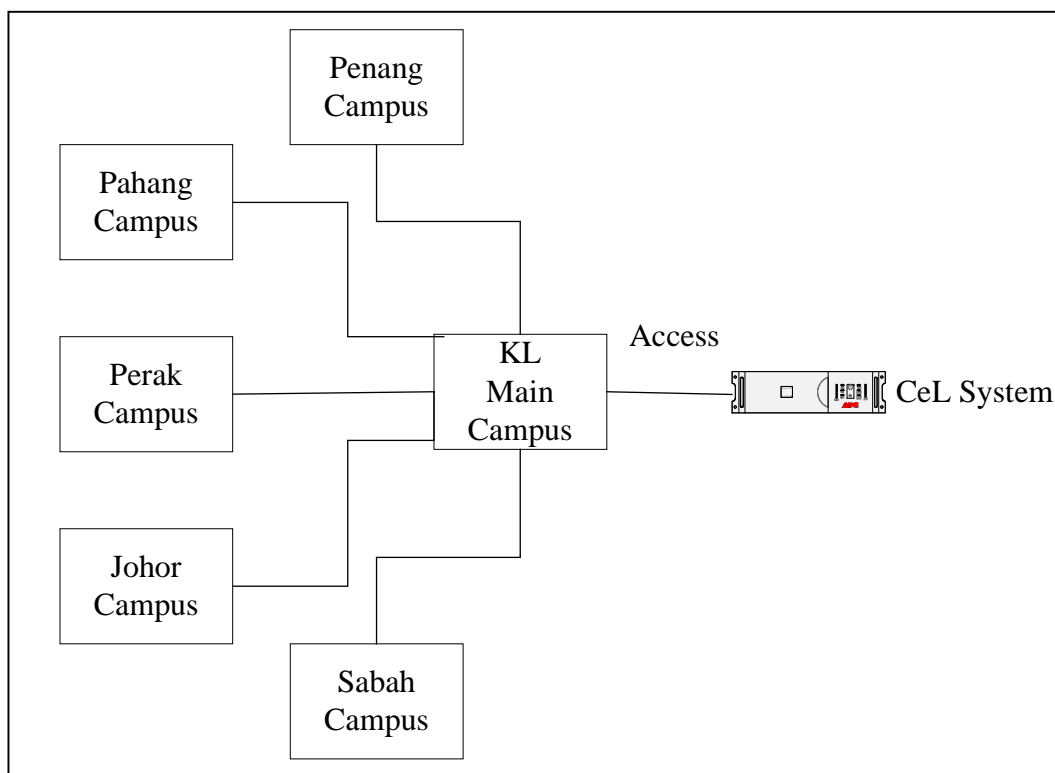 Penang
Campus
Pahang
Campus
Perak
Campus
Johor
Campus
Sabah
Campus
KL
Main
Campus
Access
CeL System